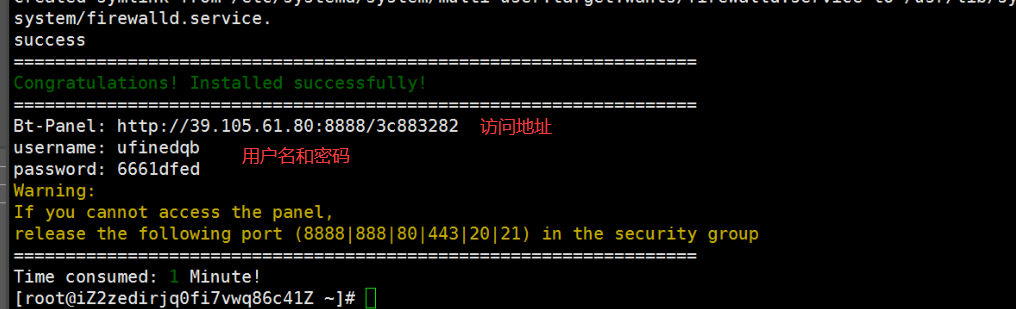 system/firewalld.service.
success
==================================================================
Congratulations! Installed successfully!
==================================================================
Bt-Panel: http://39.105.61.80:8888/3c883282 访问地址
username: ufinedqb
用户名和密码
password: 6661dfed
Warning:
If you cannot access the panel,
release the following port (8888|888|80|443|20|21) in the security group
==================================================================
Time consumed: 1 Minute!
[root@iZ2zedirjq0fi7vwq86c41Z ~]#